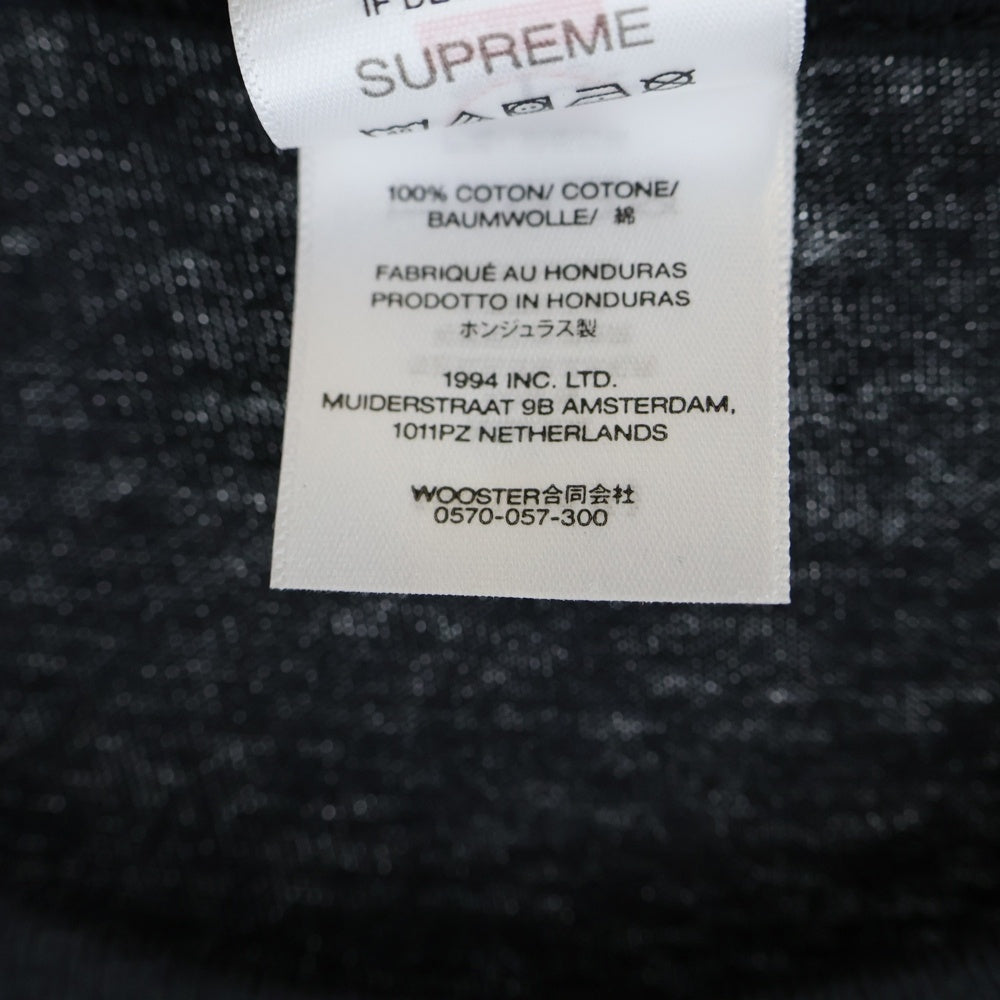 SUPREME
100% COTON/ COTONE/
BAUMWOLLE/ 綿
FABRIQUÉ AU HONDURAS
PRODOTTO IN HONDURAS
ホンジュラス製
1994 INC. LTD.
MUIDERSTRAAT 9B AMSTERDAM,
1011PZ NETHERLANDS
WOOSTER合同会社
0570-057-300